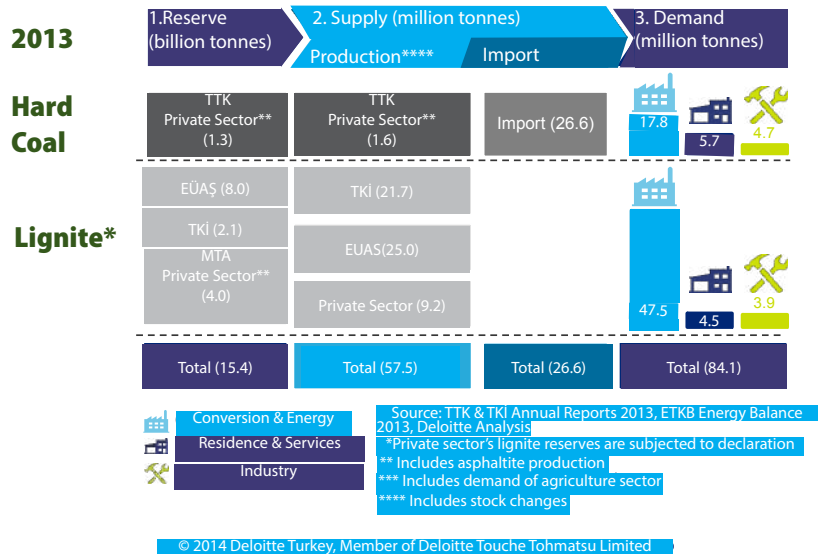 2013
1.Reserve
(billion tonnes)
2. Supply (million tonnes)
Production****
Import
3. Demand
(million tonnes)
Hard
Coal
TTK
Private Sector**
(1.3)
TTK
Private Sector**
(1.6)
Import (26.6)
17.8
5.7
4.7
Lignite*
EÜAŞ (8.0)
TKİ (2.1)
MTA
Private Sector**
(4.0)
TKİ (21.7)
EUAS(25.0)
Private Sector (9.2)
47.5
4.5
3.9
Total (15.4)
Total (57.5)
Total (26.6)
Total (84.1)
Conversion & Energy
Residence & Services
Industry
Source: TTK & TKİ Annual Reports 2013, ETKB Energy Balance
2013, Deloitte Analysis
*Private sector's lignite reserves are subjected to declaration
** Includes asphaltite production
*** Includes demand of agriculture sector
**** Includes stock changes
© 2014 Deloitte Turkey, Member of Deloitte Touche Tohmatsu Limited